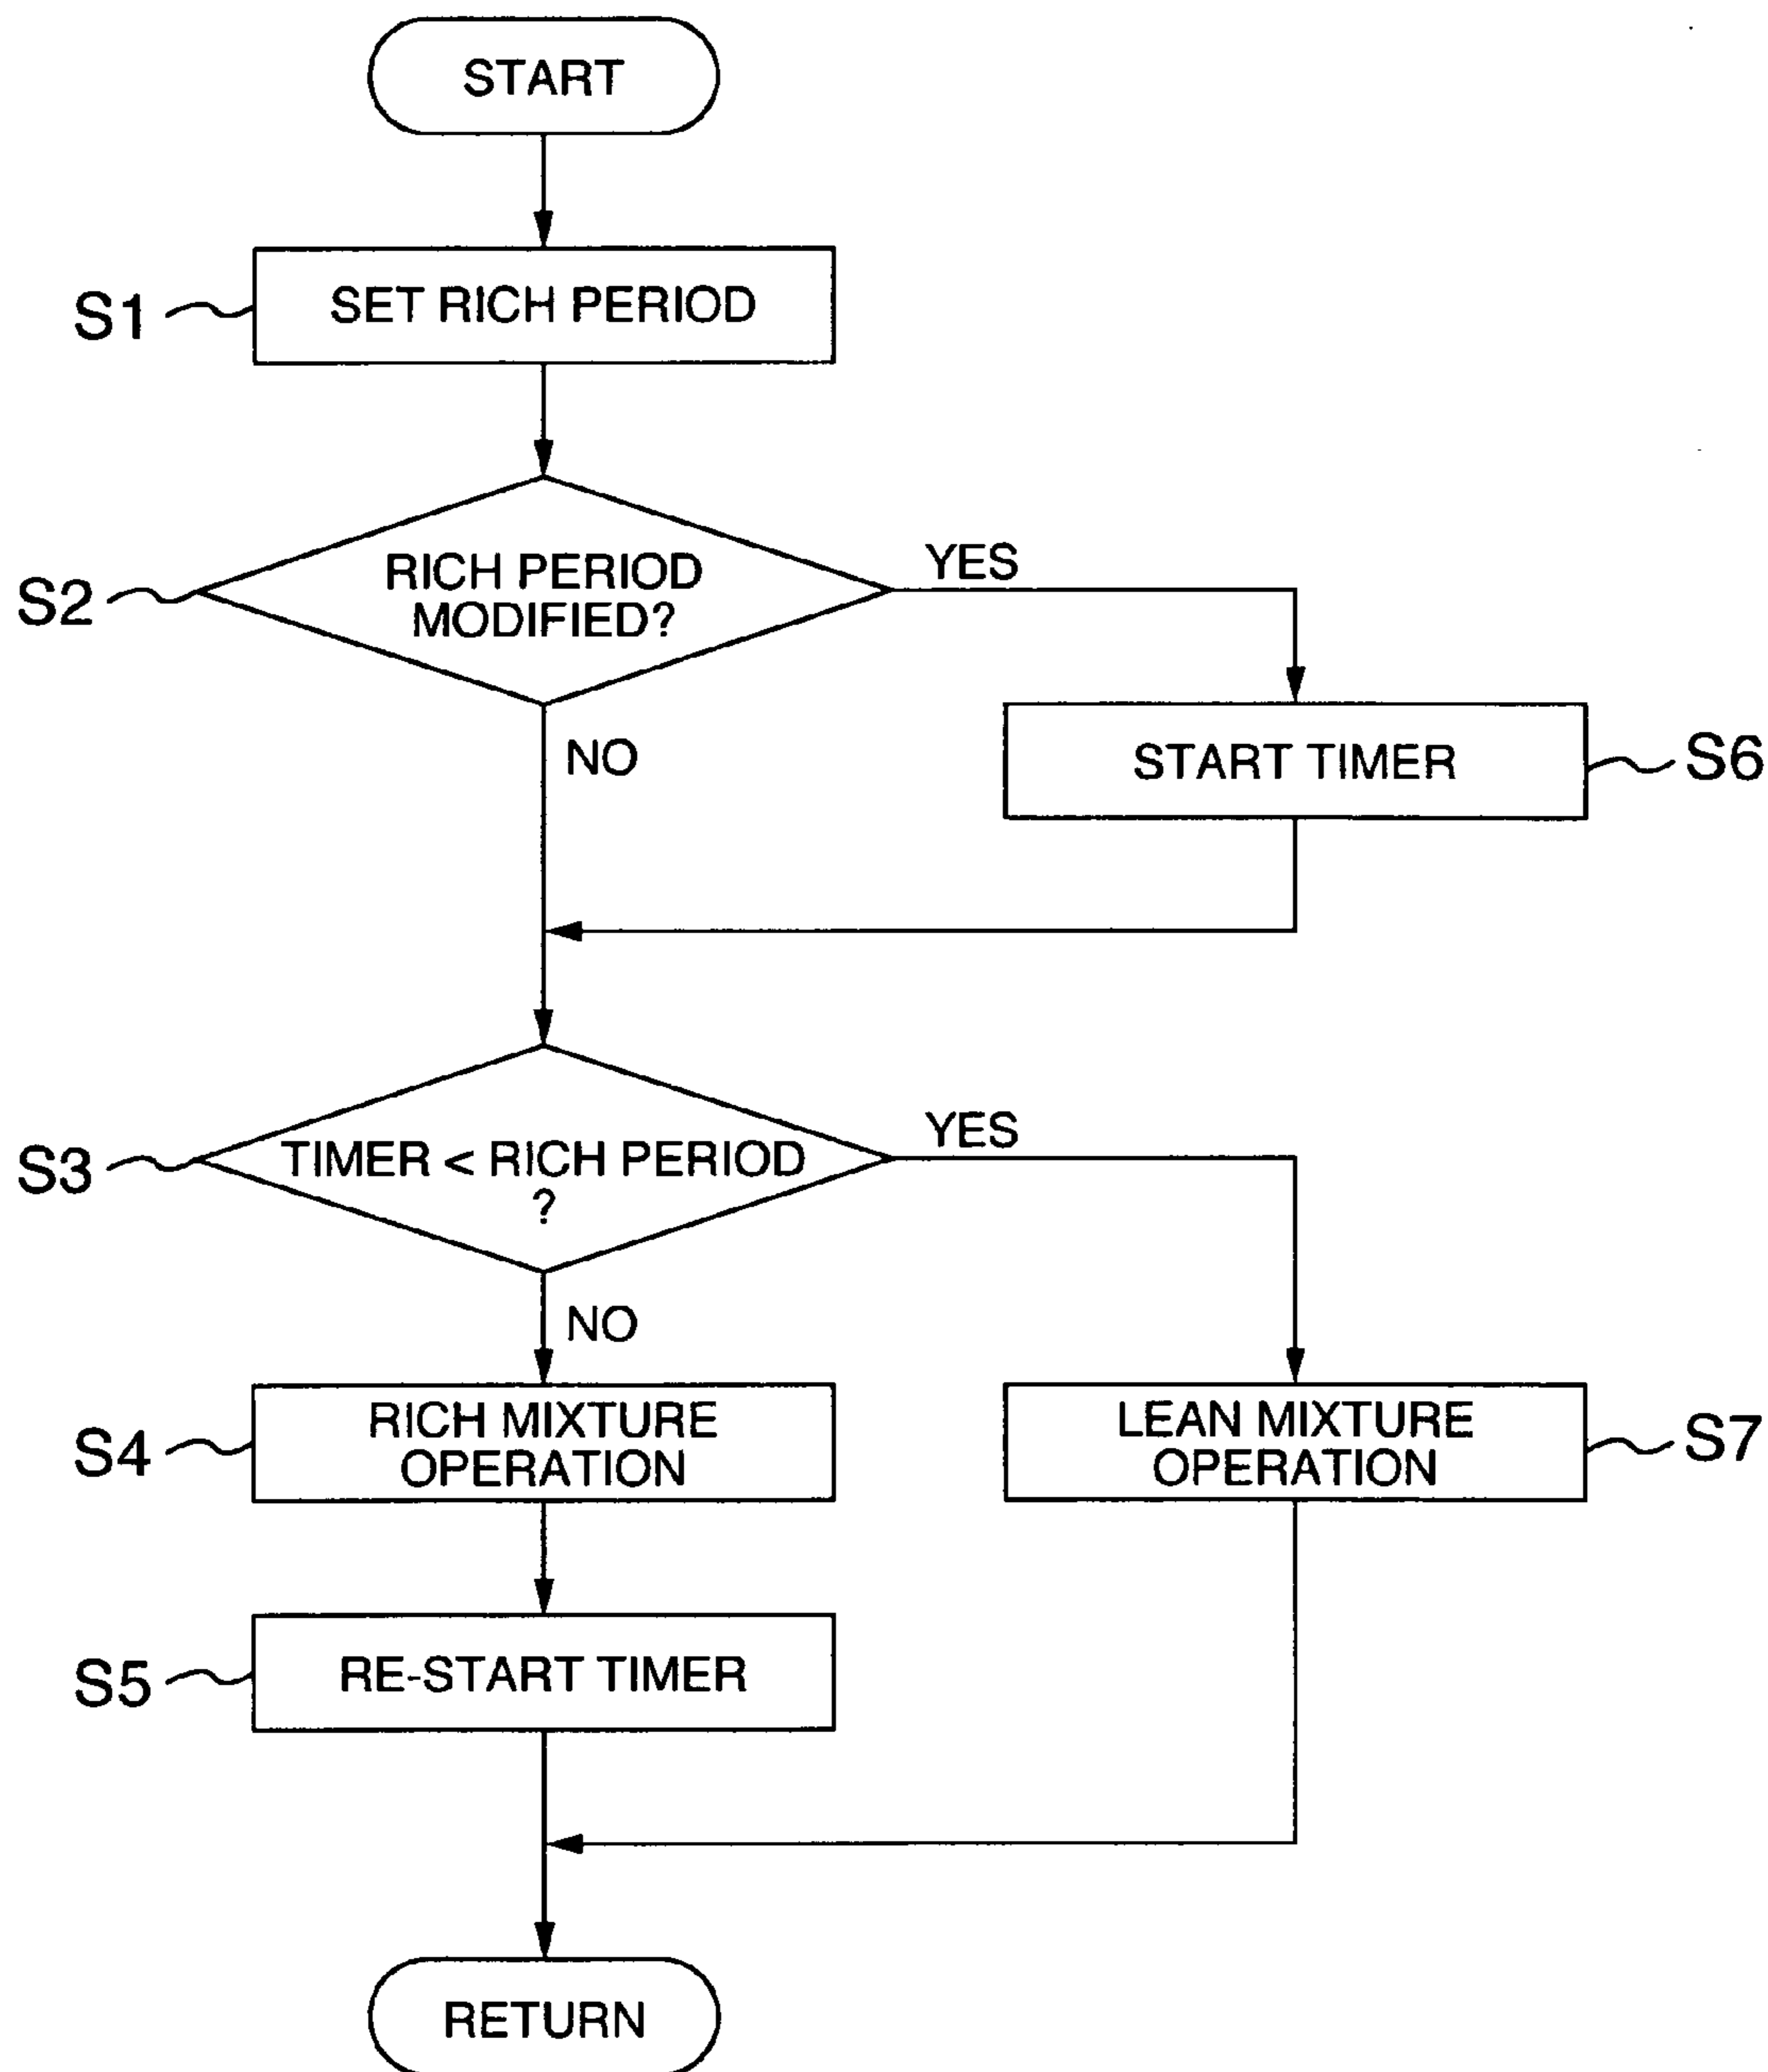 START
S1
SET RICH PERIOD
S2
RICH PERIOD
MODIFIED?
YES
NO
START TIMER
S6
S3
TIMER < RICH PERIOD
?
YES
NO
S4
RICH MIXTURE
OPERATION
LEAN MIXTURE
OPERATION
S7
S5
RE-START TIMER
RETURN